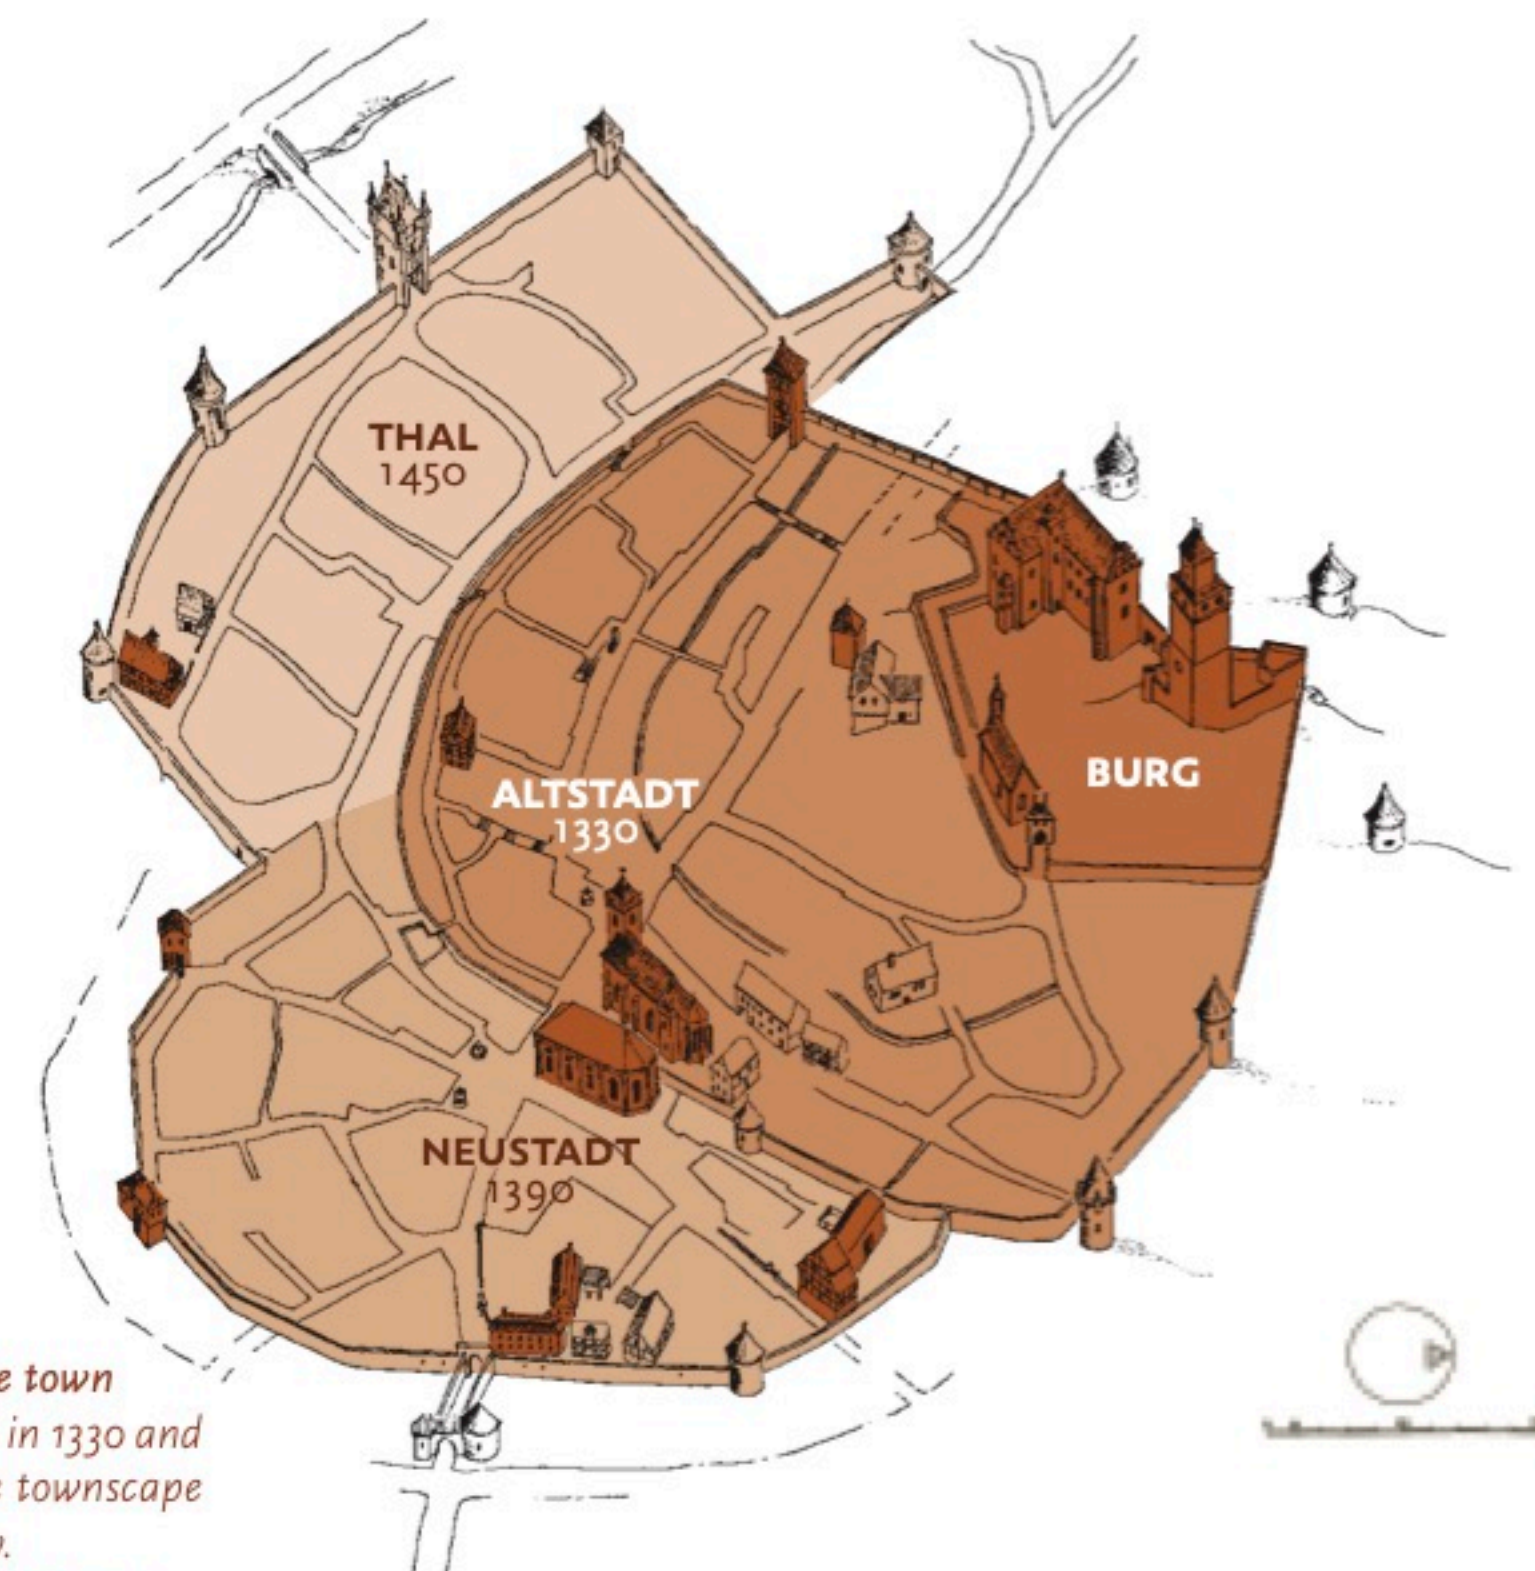 THAL
1450
ALTSTADT
1330
BURG
NEUSTADT
1390
town
in 1330 and
townscape